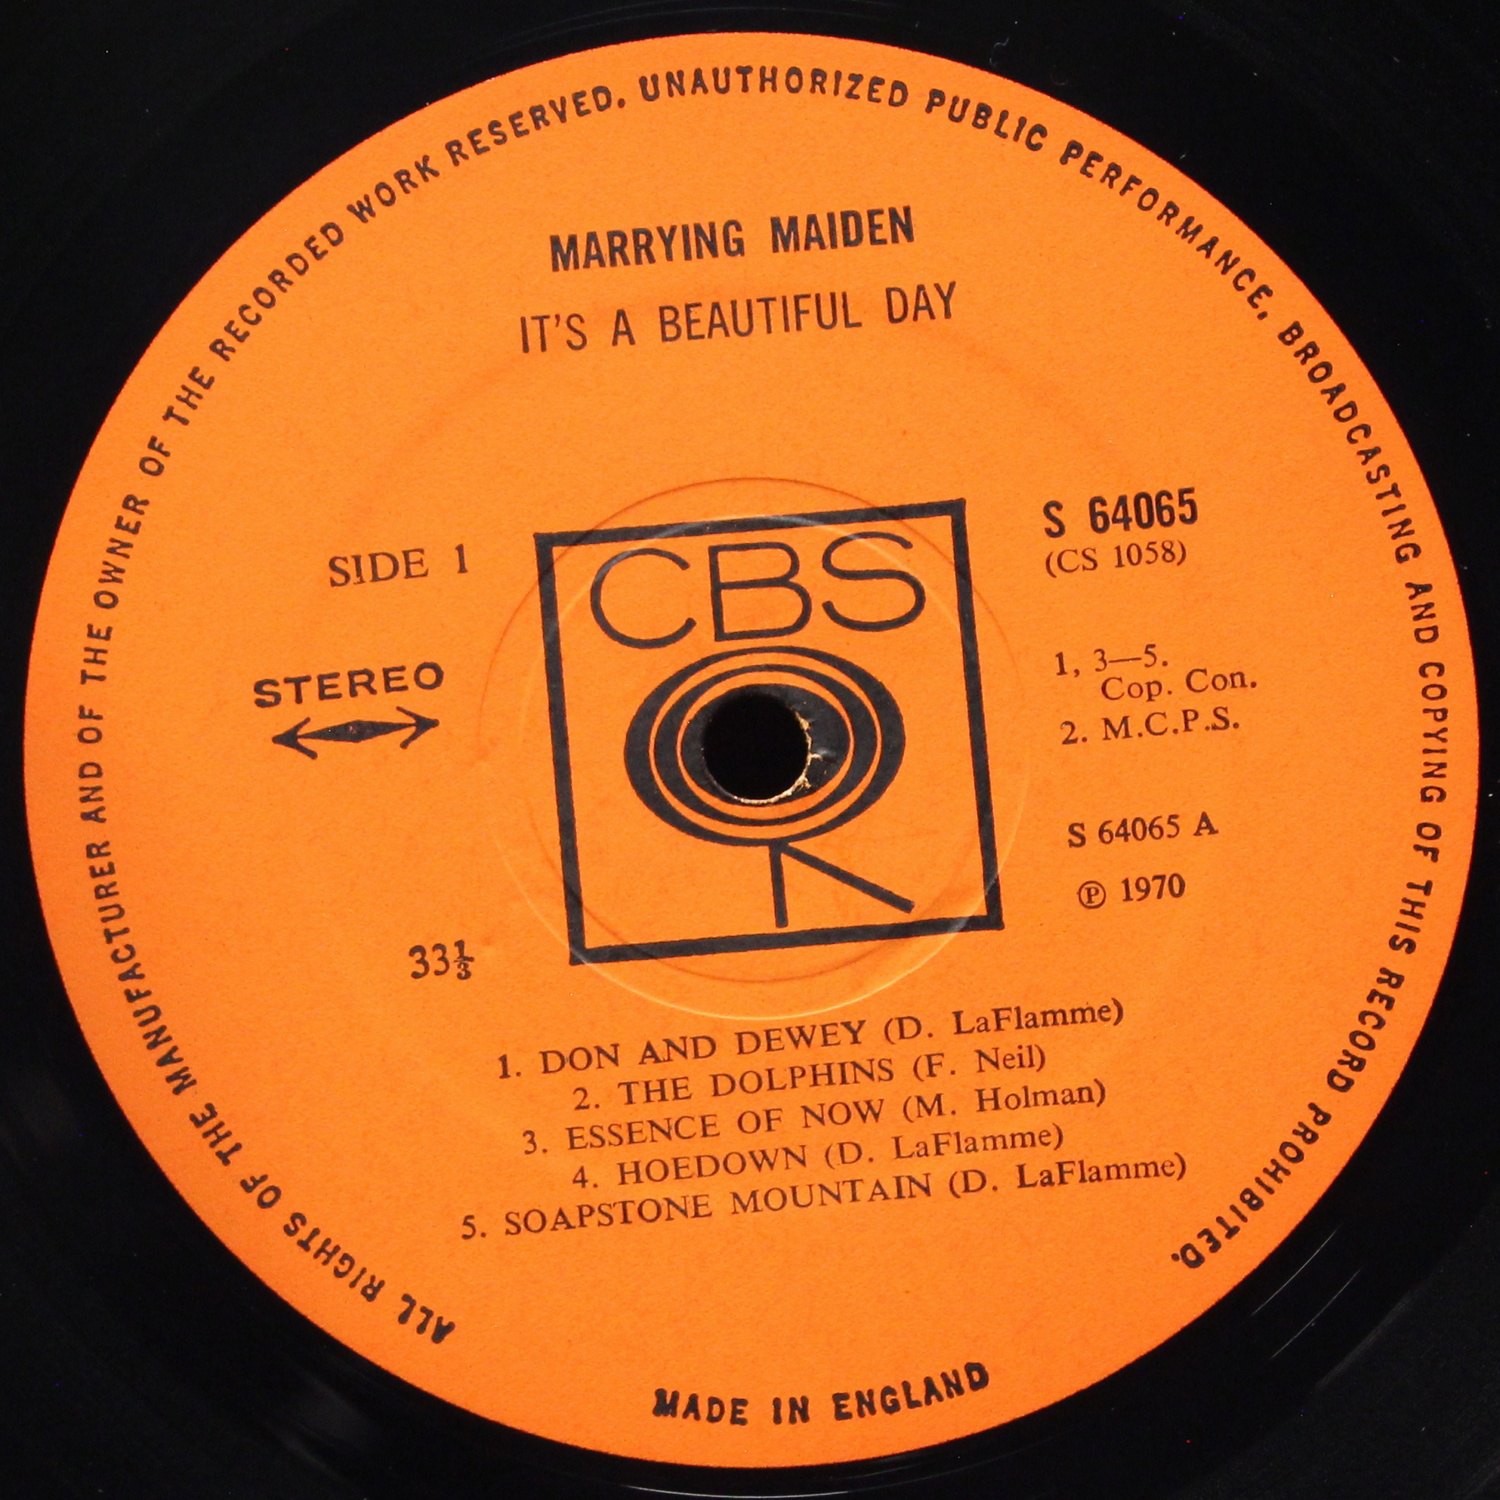 ALL RIGHTS OF THE MANUFACTURER AND OF THE OWNER OF THE RECORDED WORK RESERVED. UNAUTHORIZED PUBLIC PERFORMANCE, BROADCASTING AND COPYING OF THIS RECORD PROHIBITED.
MARRYING MAIDEN
IT'S A BEAUTIFUL DAY
SIDE 1
STEREO
33⅓
CBS
S 64065
(CS 1058)
1, 3—5.
Cop. Con.
2. M.C.P.S.
S 64065 A
℗ 1970
1. DON AND DEWEY (D. LaFlamme)
2. THE DOLPHINS (F. Neil)
3. ESSENCE OF NOW (M. Holman)
4. HOEDOWN (D. LaFlamme)
5. SOAPSTONE MOUNTAIN (D. LaFlamme)
MADE IN ENGLAND